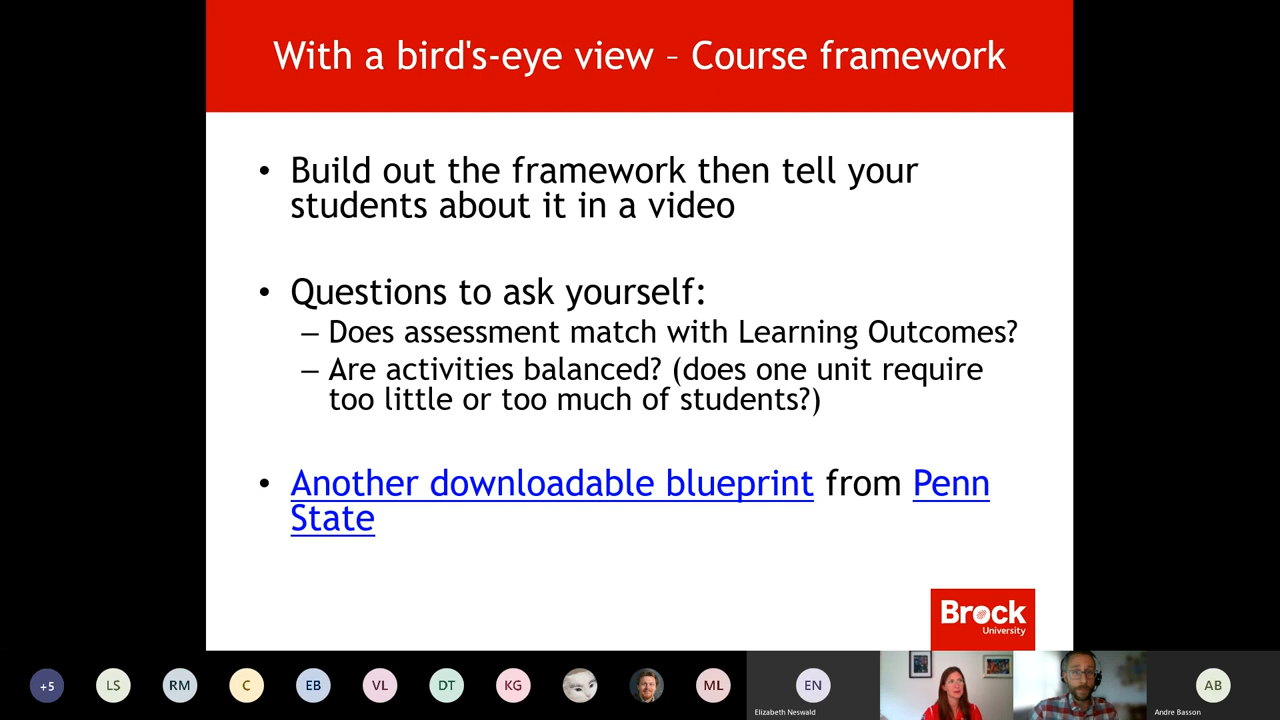 With a bird's-eye view – Course framework
• Build out the framework then tell your
students about it in a video
• Questions to ask yourself:
– Does assessment match with Learning Outcomes?
– Are activities balanced? (does one unit require
too little or too much of students?)
• Another downloadable blueprint from Penn
State
Brock
University
+5
LS
RM
C
EB
VL
DT
KG
ML
EN
AB
Elizabeth Neswald
Andre Basson